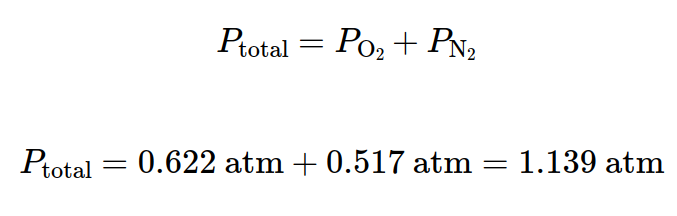 P_total = P_O₂ + P_N₂
P_total = 0.622 atm + 0.517 atm = 1.139 atm